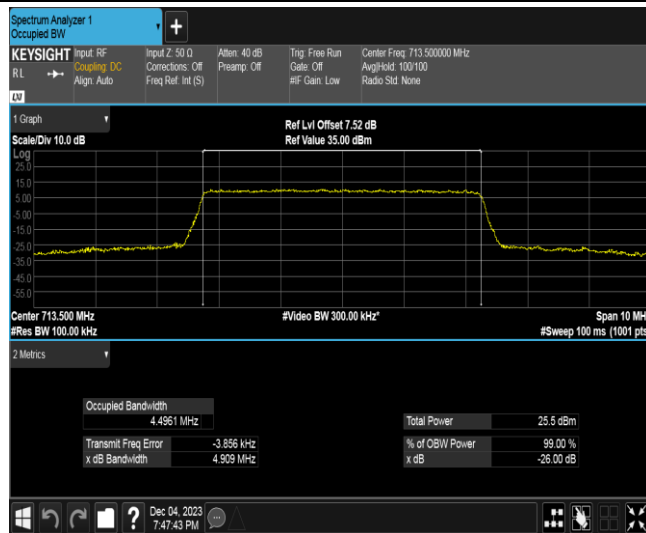 Spectrum Analyzer 1
Occupied BW
+
KEYSIGHT
RL
Input: RF
Coupling: DC
Align: Auto
Input Z: 50 Ω
Corrections: Off
Freq Ref: Int (S)
Atten: 40 dB
Preamp: Off
Trig: Free Run
Gate: Off
#IF Gain: Low
Center Freq: 713.500000 MHz
Avg|Hold: 100/100
Radio Std: None
1 Graph
Scale/Div 10.0 dB
Ref Lvl Offset 7.52 dB
Ref Value 35.00 dBm
Log
25.0
15.0
5.00
-5.00
-15.0
-25.0
-35.0
-45.0
-55.0
Center 713.500 MHz
#Res BW 100.00 kHz
#Video BW 300.00 kHz*
Span 10 MH
#Sweep 100 ms (1001 pts
2 Metrics
Occupied Bandwidth
4.4961 MHz
Transmit Freq Error -3.856 kHz
x dB Bandwidth 4.909 MHz
Total Power 25.5 dBm
% of OBW Power 99.00 %
x dB -26.00 dB
?
Dec 04, 2023
7:47:43 PM